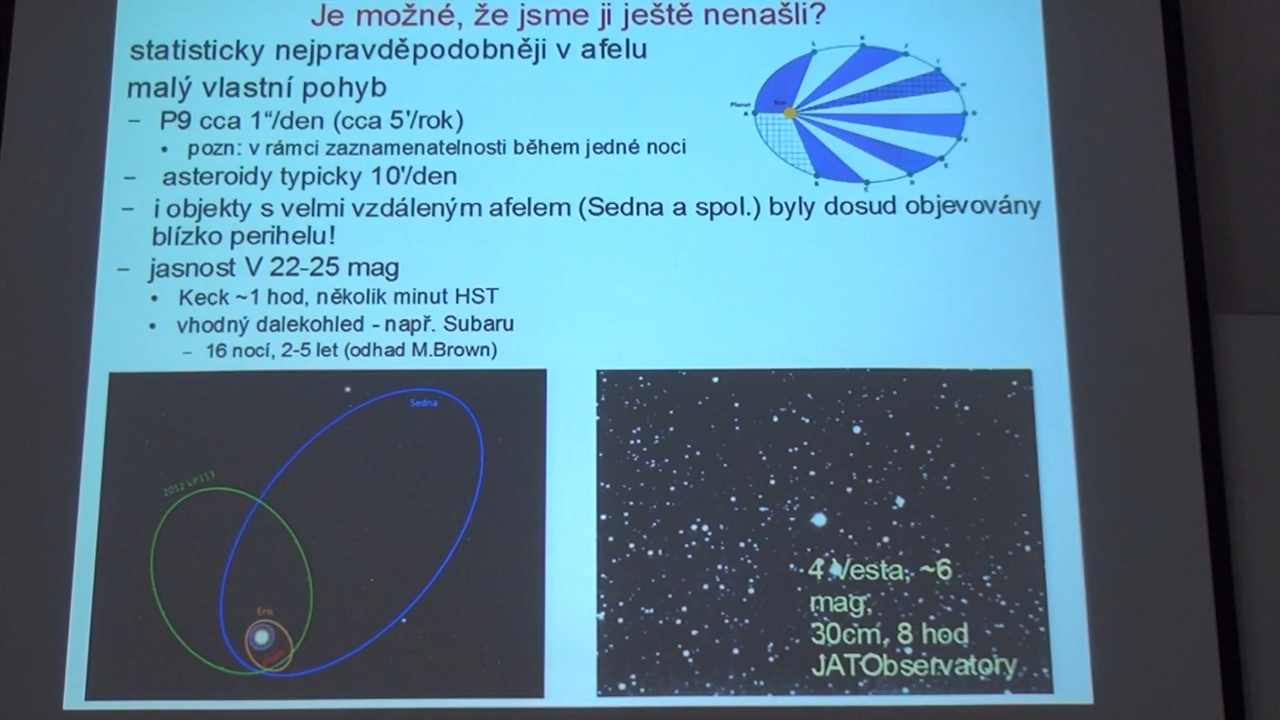 Je možné, že jsme ji ještě nenašli?
statisticky nejpravděpodobněji v afelu
malý vlastní pohyb
– P9 cca 1“/den (cca 5'/rok)
• pozn: v rámci zaznamenatelnosti během jedné noci
– asteroidy typicky 10'/den
– i objekty s velmi vzdáleným afelem (Sedna a spol.) byly dosud objevovány
blízko perihelu!
– jasnost V 22-25 mag
• Keck ~1 hod, několik minut HST
• vhodný dalekohled - např. Subaru
– 16 nocí, 2-5 let (odhad M.Brown)
Planet
Sun
A
Sedna
2012 VP113
Eris
4 Vesta, ~6
mag,
30cm, 8 hod
JATObservatory